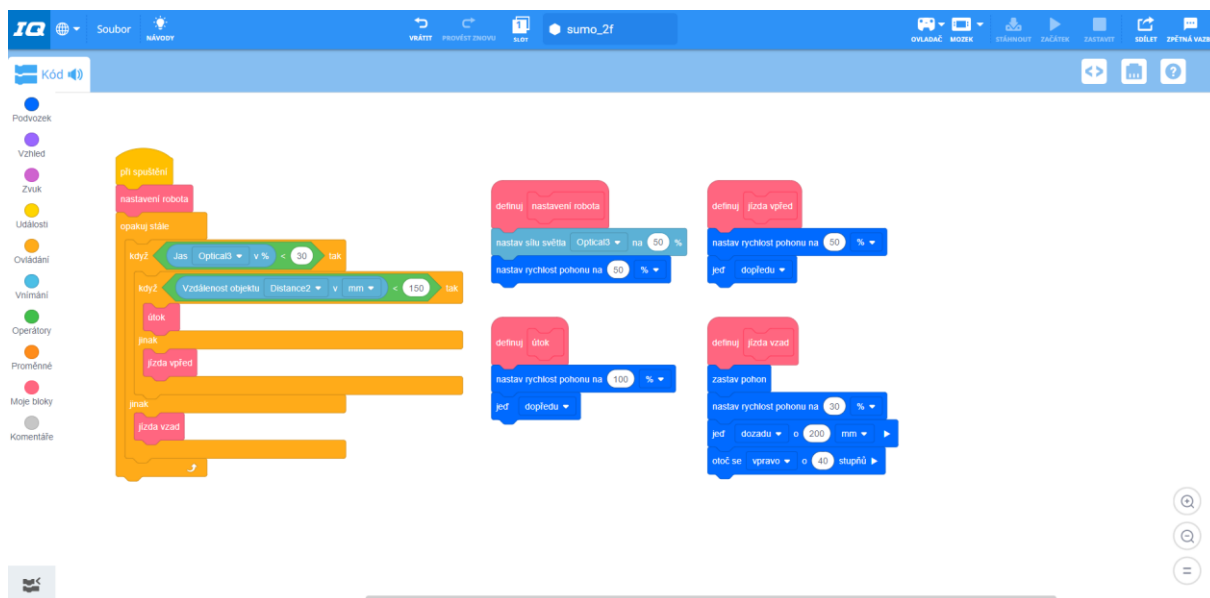 IQ
Soubor
NÁVODY
VRÁTIT
PROVÉST ZNOVU
1
SLOT
sumo_2f
OVLADAČ
MOZEK
STÁHNOUT
ZAČÁTEK
ZASTAVIT
SDÍLET
ZPĚTNÁ VAZB
Kód
Podvozek
Vzhled
Zvuk
Události
Ovládání
Vnímání
Operátory
Proměnné
Moje bloky
Komentáře
při spuštění
nastavení robota
opakuj stále
když Jas Optical3 v % < 30 tak
když Vzdálenost objektu Distance2 v mm < 150 tak
útok
jinak
jízda vpřed
jinak
jízda vzad
definuj nastavení robota
nastav sílu světla Optical3 na 50 %
nastav rychlost pohonu na 50 %
definuj jízda vpřed
nastav rychlost pohonu na 50 %
jeď dopředu
definuj útok
nastav rychlost pohonu na 100 %
jeď dopředu
definuj jízda vzad
zastav pohon
nastav rychlost pohonu na 30 %
jeď dozadu o 200 mm
otoč se vpravo o 40 stupňů